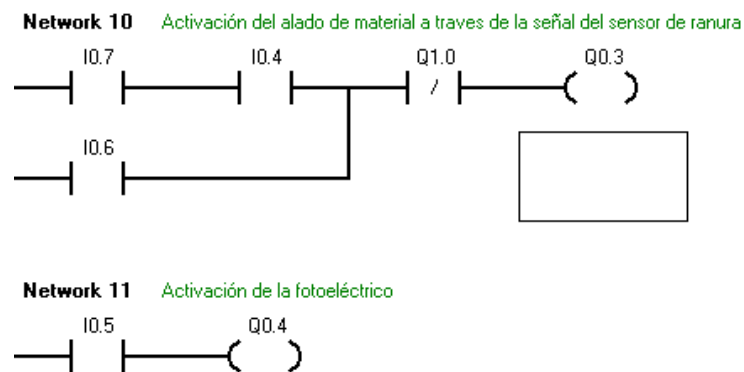 Network 10 Activación del alado de material a traves de la señal del sensor de ranura
I0.7 I0.4 Q1.0 Q0.3
/
I0.6
Network 11 Activación de la fotoeléctrico
I0.5 Q0.4